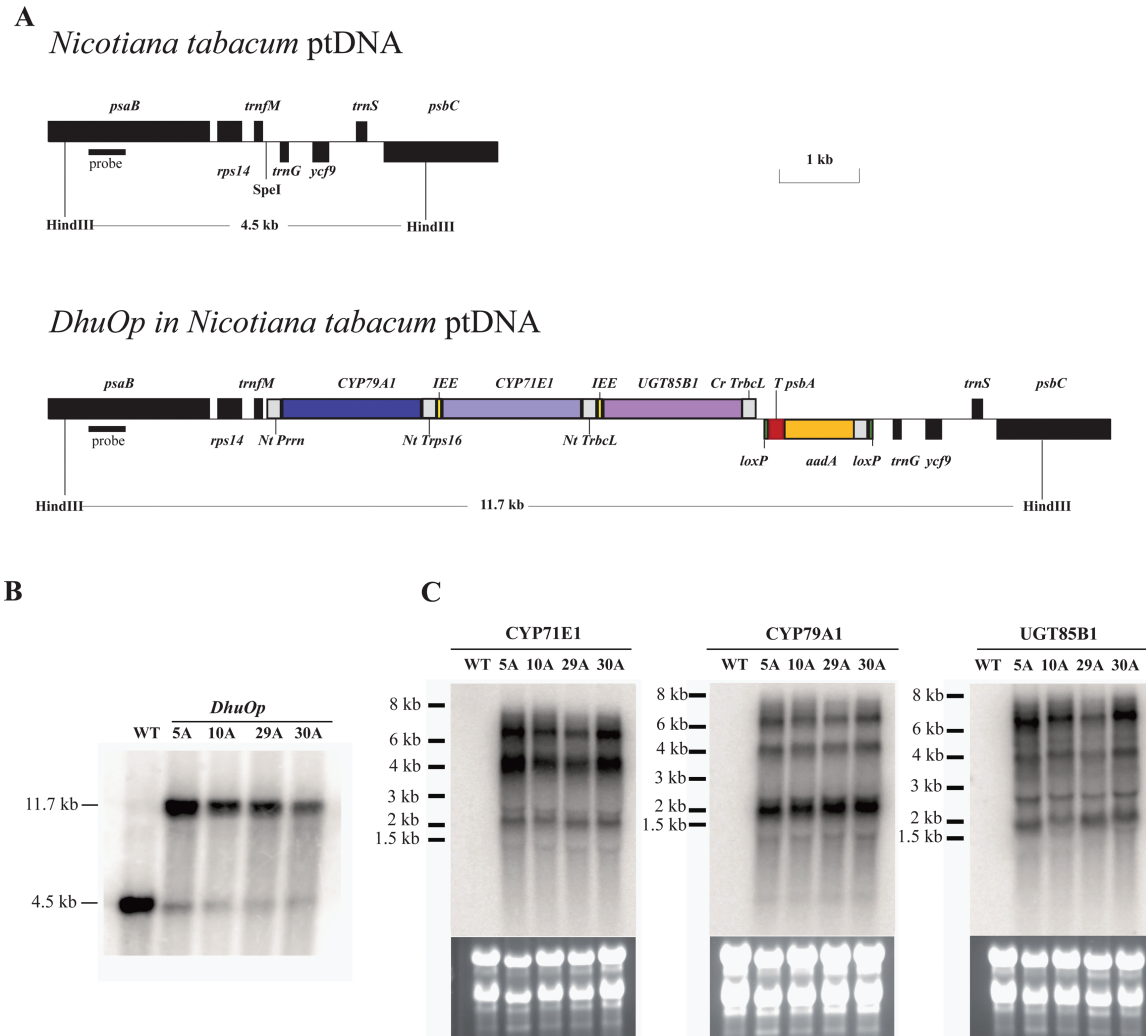 A
Nicotiana tabacum ptDNA
psaB trnfM trnS psbC
probe
rps14 trnG ycf9
SpeI
1 kb
HindIII 4.5 kb HindIII
DhuOp in Nicotiana tabacum ptDNA
psaB trnfM CYP79A1 IEE CYP71E1 IEE UGT85B1 Cr TrbcL T psbA trnS psbC
probe rps14 Nt Prrn Nt Trps16 Nt TrbcL
loxP aadA loxP trnG ycf9
HindIII 11.7 kb HindIII
B
DhuOp
WT 5A 10A 29A 30A
11.7 kb
4.5 kb
C
CYP71E1
WT 5A 10A 29A 30A
8 kb
6 kb
4 kb
3 kb
2 kb
1.5 kb
CYP79A1
WT 5A 10A 29A 30A
8 kb
6 kb
4 kb
3 kb
2 kb
1.5 kb
UGT85B1
WT 5A 10A 29A 30A
8 kb
6 kb
4 kb
3 kb
2 kb
1.5 kb